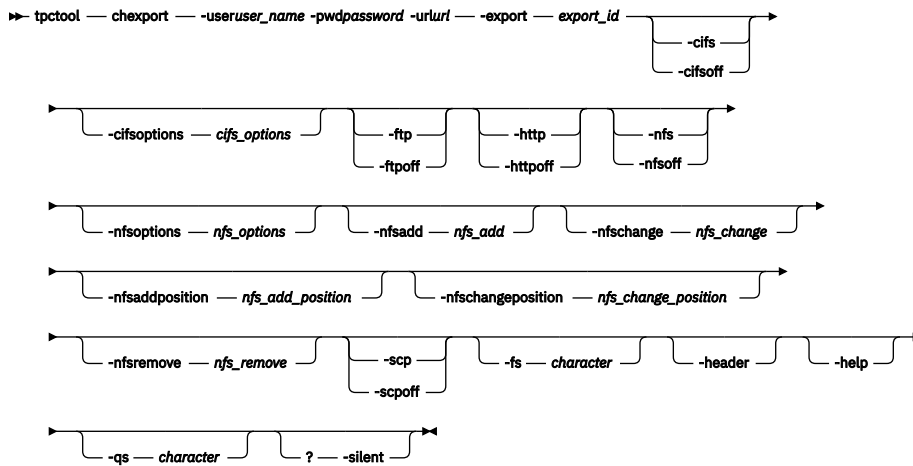 tpctool chexport -useruser_name -pwdpassword -urlurl -export export_id
-cifs
-cifsoff
-cifsoptions cifs_options -ftp -http -nfs
-ftpoff -httpoff -nfsoff
-nfsoptions nfs_options -nfsadd nfs_add -nfschange nfs_change
-nfsaddposition nfs_add_position -nfschangeposition nfs_change_position
-nfsremove nfs_remove -scp -fs character -header -help
-scpoff
-qs character ? -silent